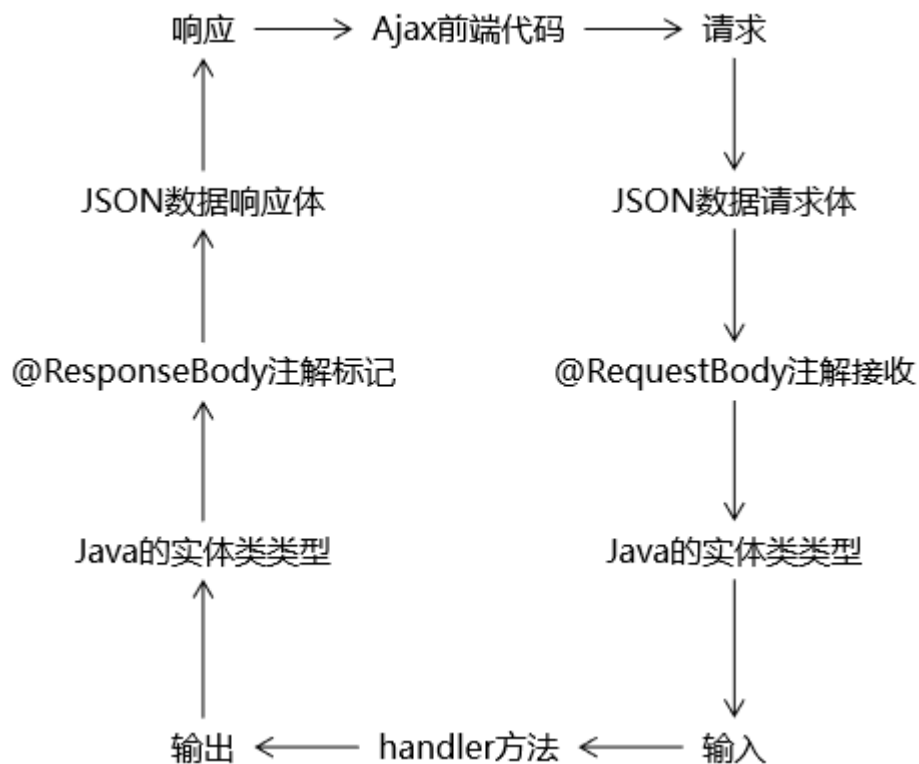 响应
Ajax前端代码
请求
JSON数据响应体
JSON数据请求体
@ResponseBody注解标记
@RequestBody注解接收
Java的实体类类型
Java的实体类类型
输出
handler方法
输入